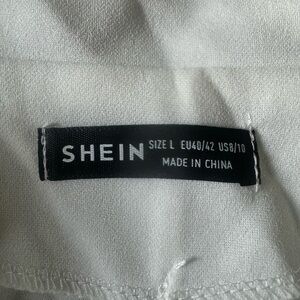 SHEIN SIZE L EU40/42 US8/10
MADE IN CHINA